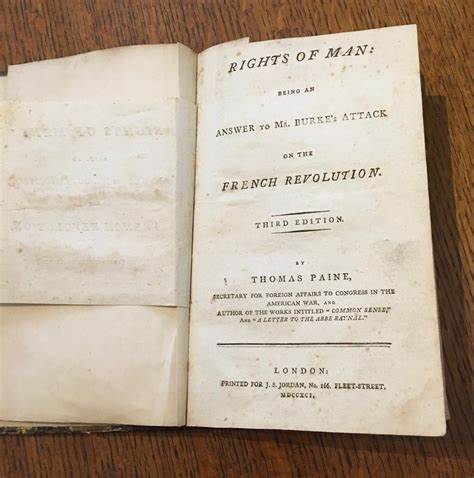 RIGHTS OF MAN:
BEING AN
ANSWER TO MR. BURKE'S ATTACK
ON THE
FRENCH REVOLUTION.
THIRD EDITION.
BY
THOMAS PAINE,
SECRETARY FOR FOREIGN AFFAIRS TO CONGRESS IN THE
AMERICAN WAR, AND
AUTHOR OF THE WORKS INTITLED "COMMON SENSE,"
AND "A LETTER TO THE ABBE RAYNAL."
LONDON:
PRINTED FOR J. S. JORDAN, No. 166. FLEET-STREET,
MDCCXCI.